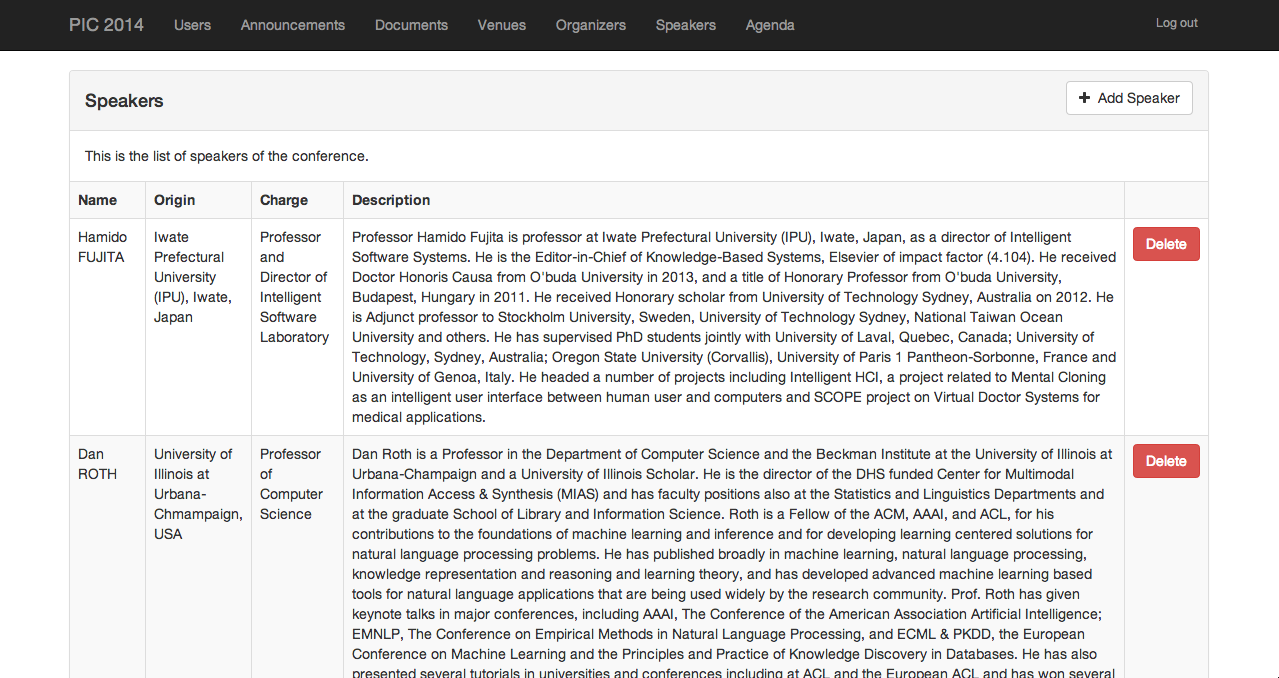 PIC 2014 Users Announcements Documents Venues Organizers Speakers Agenda Log out
Speakers
Add Speaker
This is the list of speakers of the conference.
Name Origin Charge Description
Hamido
FUJITA
Iwate
Prefectural
University
(IPU), Iwate,
Japan
Professor
and
Director of
Intelligent
Software
Laboratory
Professor Hamido Fujita is professor at Iwate Prefectural University (IPU), Iwate, Japan, as a director of Intelligent
Software Systems. He is the Editor-in-Chief of Knowledge-Based Systems, Elsevier of impact factor (4.104). He received
Doctor Honoris Causa from O'buda University in 2013, and a title of Honorary Professor from O'buda University,
Budapest, Hungary in 2011. He received Honorary scholar from University of Technology Sydney, Australia on 2012. He
is Adjunct professor to Stockholm University, Sweden, University of Technology Sydney, National Taiwan Ocean
University and others. He has supervised PhD students jointly with University of Laval, Quebec, Canada; University of
Technology, Sydney, Australia; Oregon State University (Corvallis), University of Paris 1 Pantheon-Sorbonne, France and
University of Genoa, Italy. He headed a number of projects including Intelligent HCI, a project related to Mental Cloning
as an intelligent user interface between human user and computers and SCOPE project on Virtual Doctor Systems for
medical applications.
Delete
Dan
ROTH
University of
Illinois at
Urbana-
Chmampaign,
USA
Professor
of
Computer
Science
Dan Roth is a Professor in the Department of Computer Science and the Beckman Institute at the University of Illinois at
Urbana-Champaign and a University of Illinois Scholar. He is the director of the DHS funded Center for Multimodal
Information Access & Synthesis (MIAS) and has faculty positions also at the Statistics and Linguistics Departments and
at the graduate School of Library and Information Science. Roth is a Fellow of the ACM, AAAI, and ACL, for his
contributions to the foundations of machine learning and inference and for developing learning centered solutions for
natural language processing problems. He has published broadly in machine learning, natural language processing,
knowledge representation and reasoning and learning theory, and has developed advanced machine learning based
tools for natural language applications that are being used widely by the research community. Prof. Roth has given
keynote talks in major conferences, including AAAI, The Conference of the American Association Artificial Intelligence;
EMNLP, The Conference on Empirical Methods in Natural Language Processing, and ECML & PKDD, the European
Conference on Machine Learning and the Principles and Practice of Knowledge Discovery in Databases. He has also
presented several tutorials in universities and conferences including at ACL and the European ACL and has won several
Delete